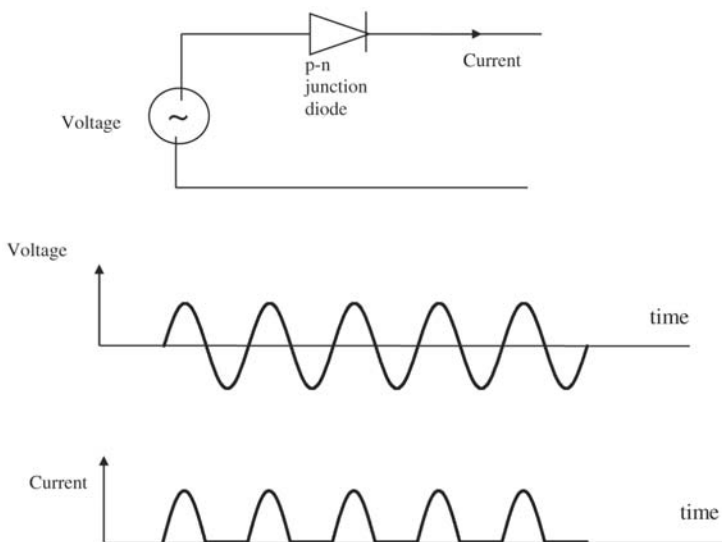 p-n
junction
diode
Current
Voltage
~
Voltage
time
Current
time